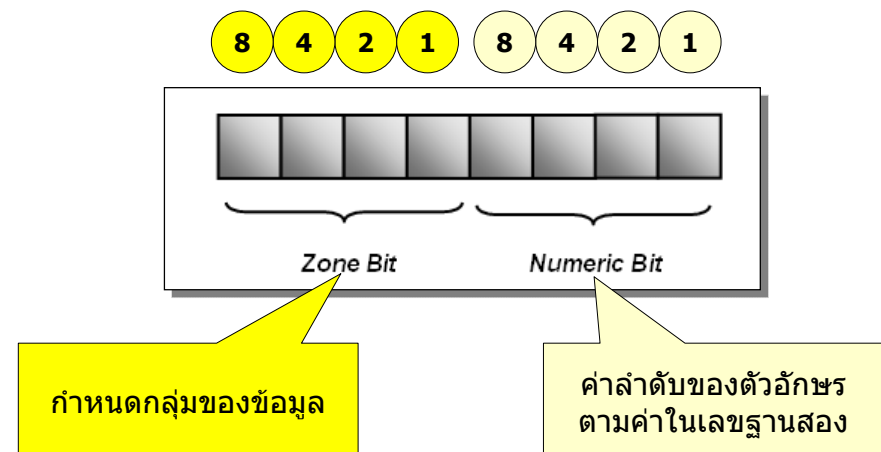 8 4 2 1 8 4 2 1
Zone Bit Numeric Bit
กำหนดกลุ่มของข้อมูล
ค่าลำดับของตัวอักษร
ตามค่าในเลขฐานสอง